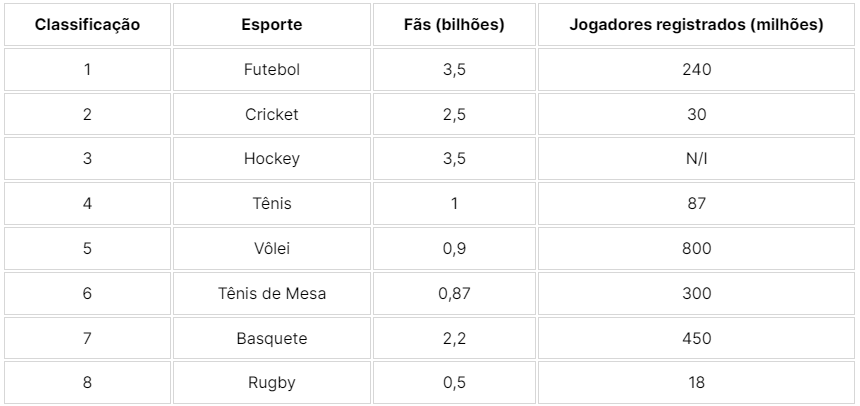 Classificação Esporte Fãs (bilhões) Jogadores registrados (milhões)
1 Futebol 3,5 240
2 Cricket 2,5 30
3 Hockey 3,5 N/I
4 Tênis 1 87
5 Vôlei 0,9 800
6 Tênis de Mesa 0,87 300
7 Basquete 2,2 450
8 Rugby 0,5 18